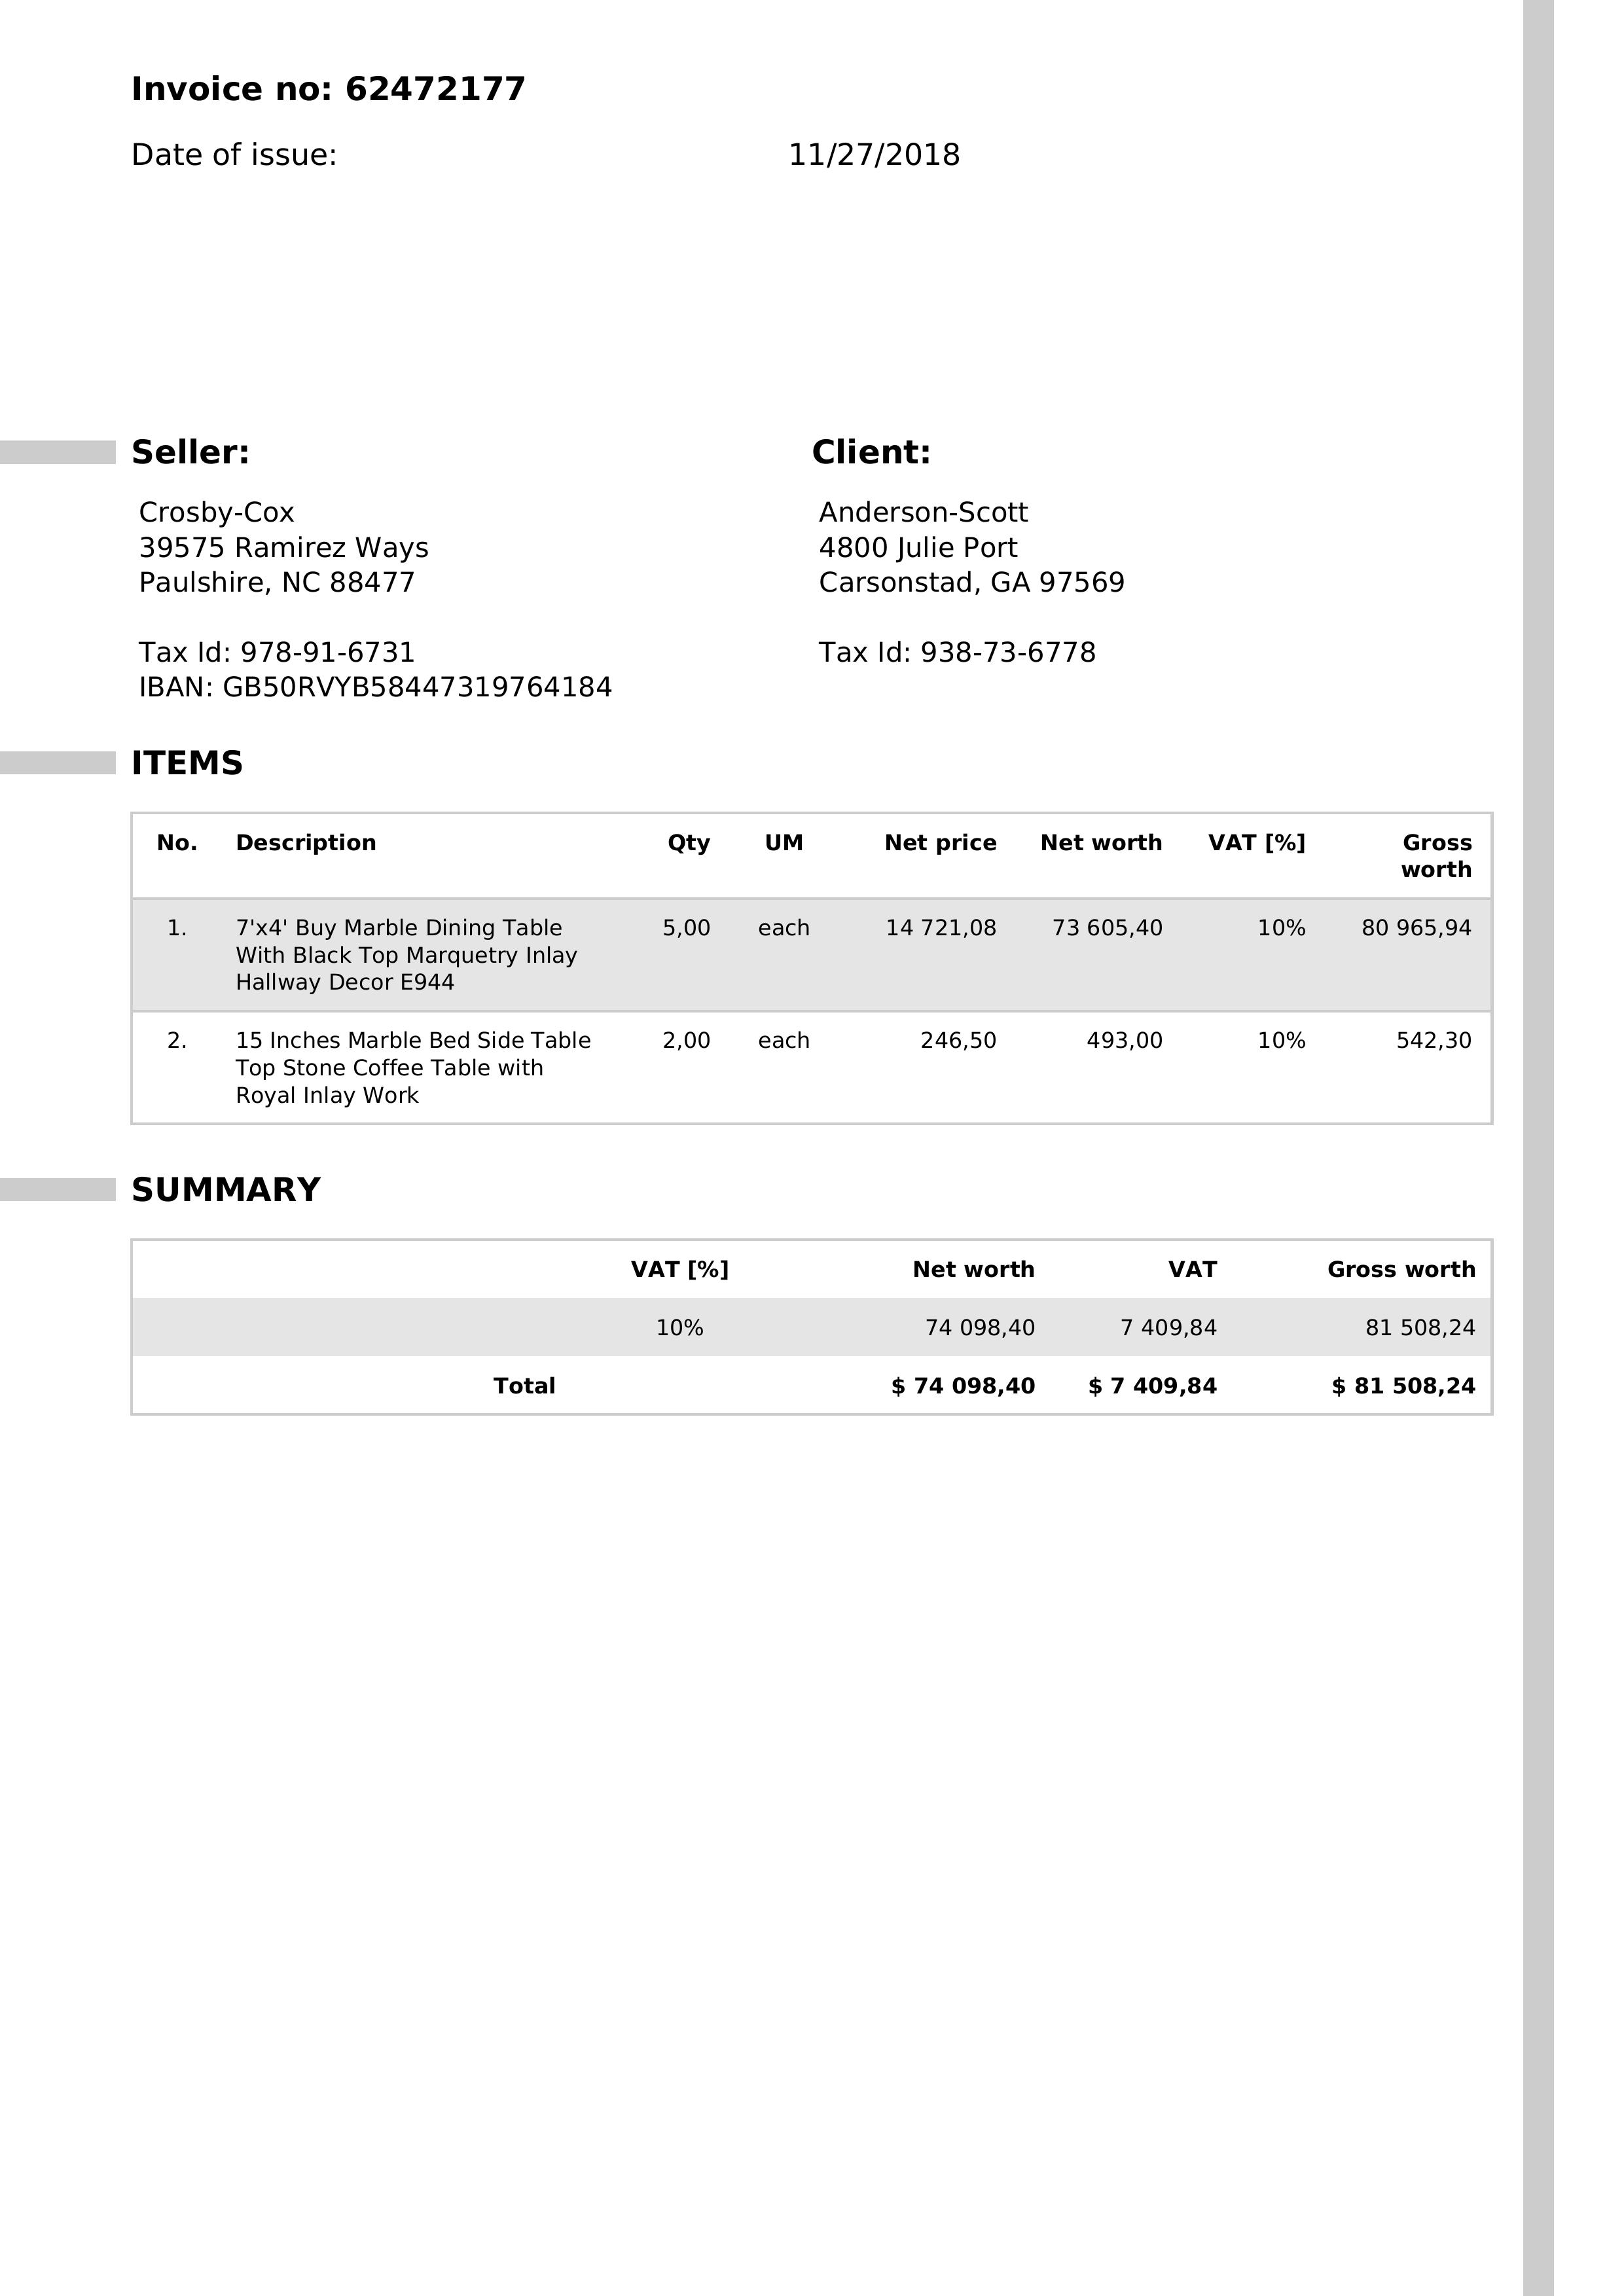 Invoice no: 62472177
Date of issue: 11/27/2018
Seller: Client:
Crosby-Cox Anderson-Scott
39575 Ramirez Ways 4800 Julie Port
Paulshire, NC 88477 Carsonstad, GA 97569
Tax Id: 978-91-6731 Tax Id: 938-73-6778
IBAN: GB50RVYB58447319764184
ITEMS
No. Description Qty UM Net price Net worth VAT [%] Gross
worth
1. 7'x4' Buy Marble Dining Table 5,00 each 14 721,08 73 605,40 10% 80 965,94
With Black Top Marquetry Inlay
Hallway Decor E944
2. 15 Inches Marble Bed Side Table 2,00 each 246,50 493,00 10% 542,30
Top Stone Coffee Table with
Royal Inlay Work
SUMMARY
VAT [%] Net worth VAT Gross worth
10% 74 098,40 7 409,84 81 508,24
Total $ 74 098,40 $ 7 409,84 $ 81 508,24